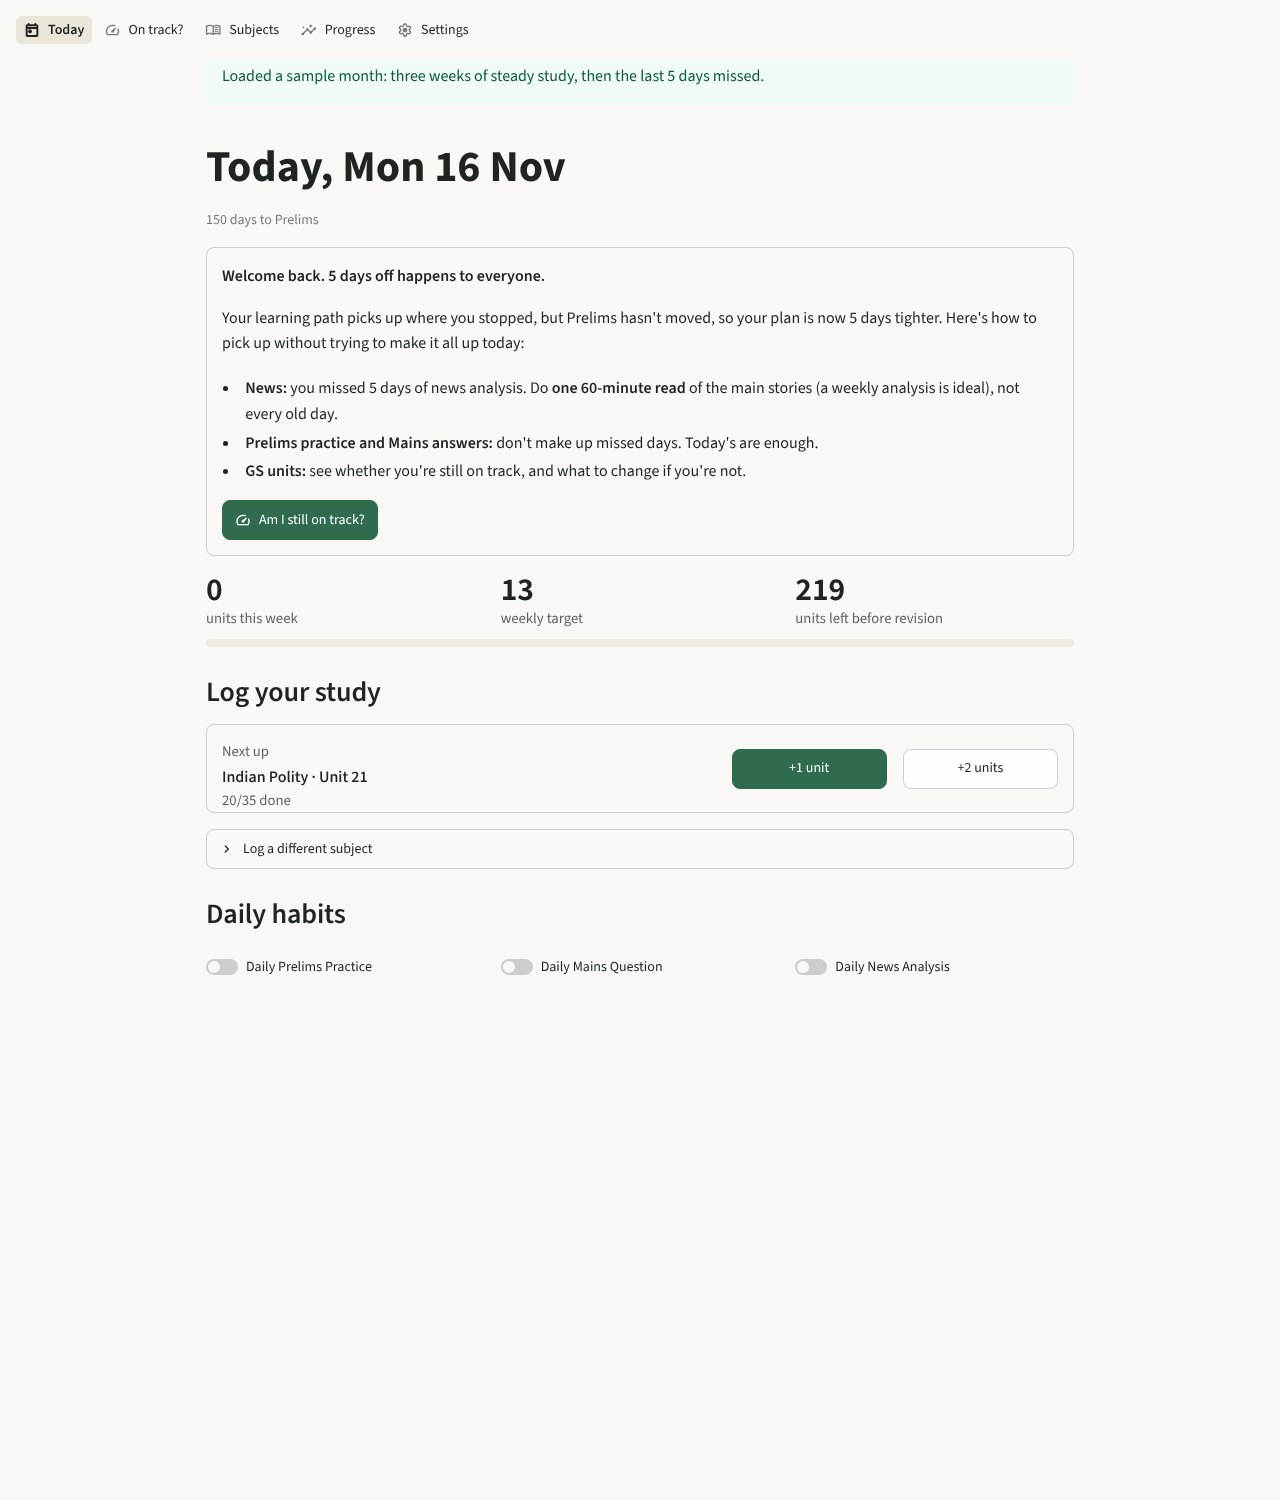 Today
On track?
Subjects
Progress
Settings
Loaded a sample month: three weeks of steady study, then the last 5 days missed.
Today, Mon 16 Nov
150 days to Prelims
Welcome back. 5 days off happens to everyone.
Your learning path picks up where you stopped, but Prelims hasn't moved, so your plan is now 5 days tighter. Here's how to
pick up without trying to make it all up today:
• News: you missed 5 days of news analysis. Do one 60-minute read of the main stories (a weekly analysis is ideal), not
every old day.
• Prelims practice and Mains answers: don't make up missed days. Today's are enough.
• GS units: see whether you're still on track, and what to change if you're not.
Am I still on track?
0
units this week
13
weekly target
219
units left before revision
Log your study
Next up
Indian Polity · Unit 21
20/35 done
+1 unit
+2 units
Log a different subject
Daily habits
Daily Prelims Practice
Daily Mains Question
Daily News Analysis